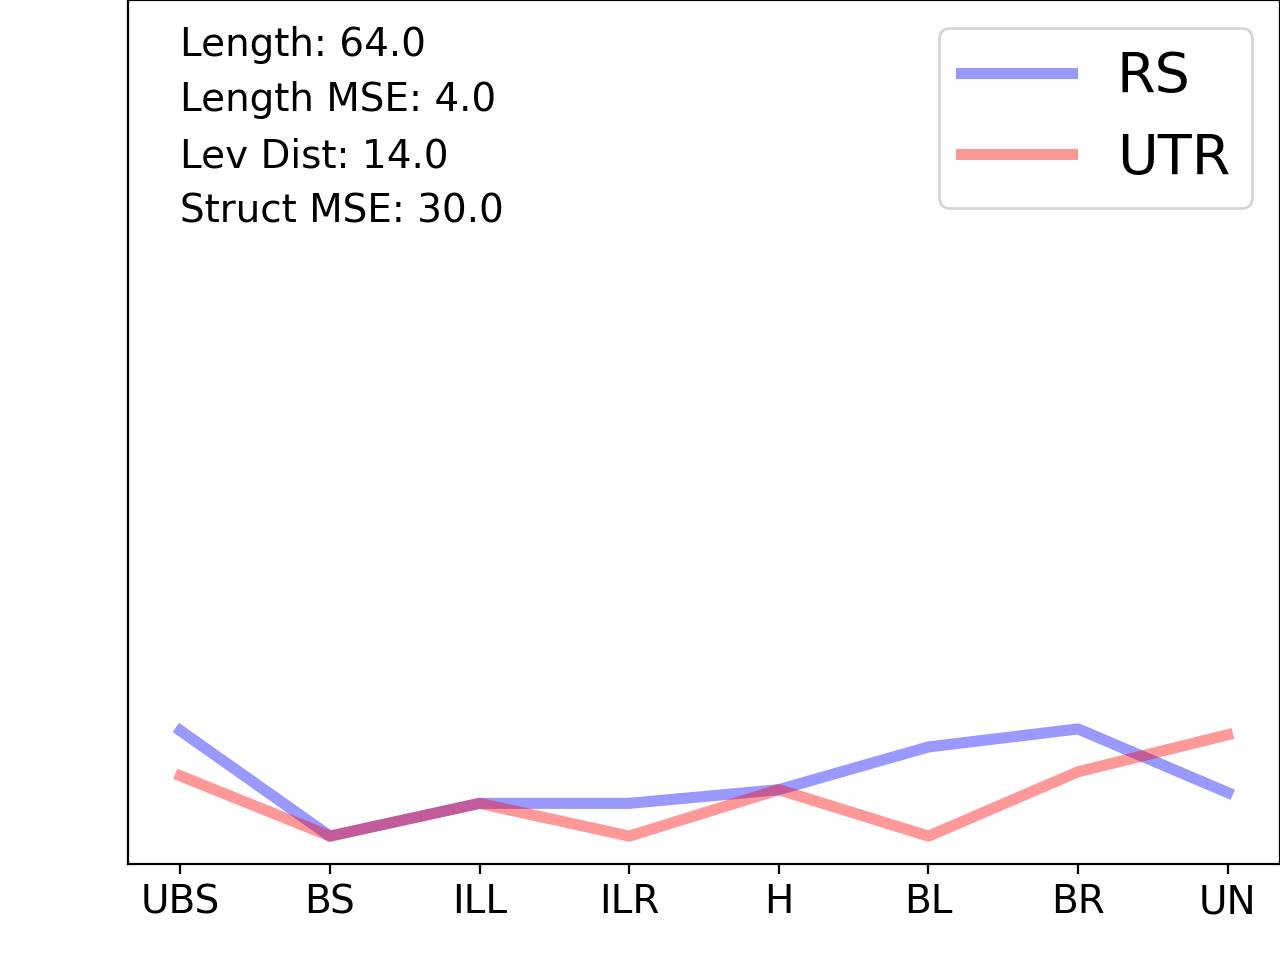 Length: 64.0
Length MSE: 4.0
Lev Dist: 14.0
Struct MSE: 30.0
RS
UTR
UBS BS ILL ILR H BL BR UN